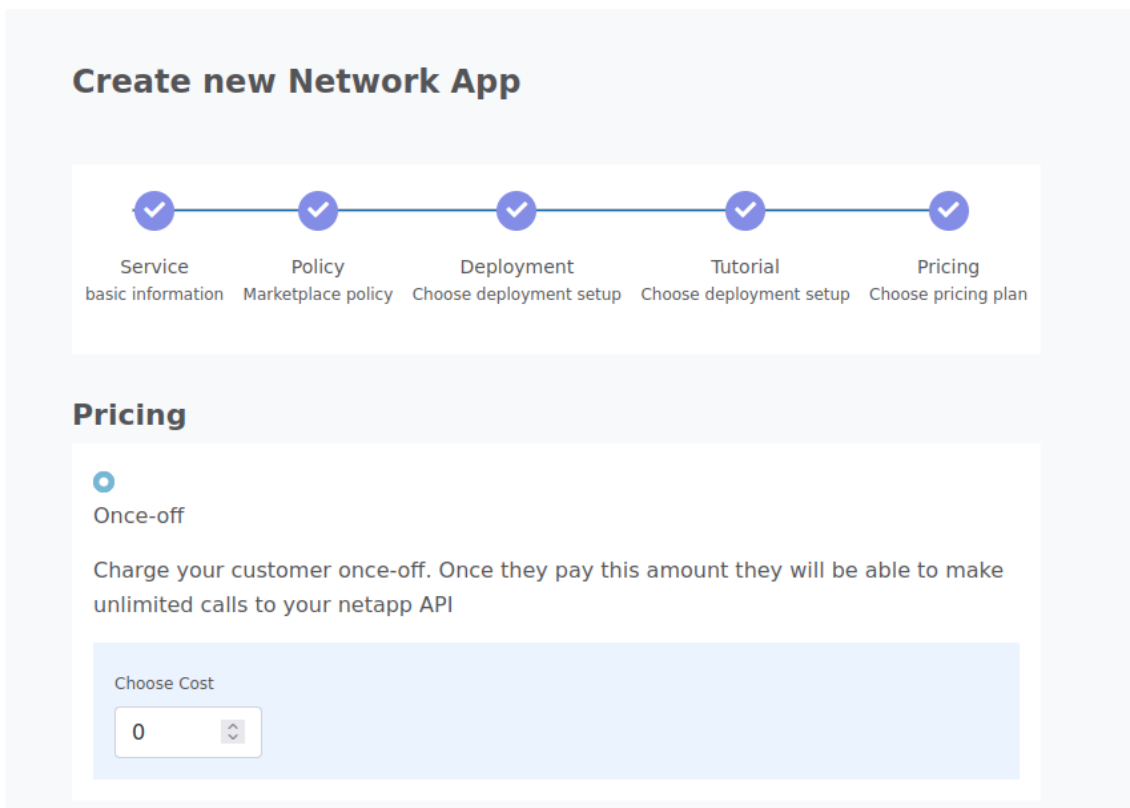 Create new Network App
Service
basic information
Policy
Marketplace policy
Deployment
Choose deployment setup
Tutorial
Choose deployment setup
Pricing
Choose pricing plan
Pricing
Once-off
Charge your customer once-off. Once they pay this amount they will be able to make
unlimited calls to your netapp API
Choose Cost
0